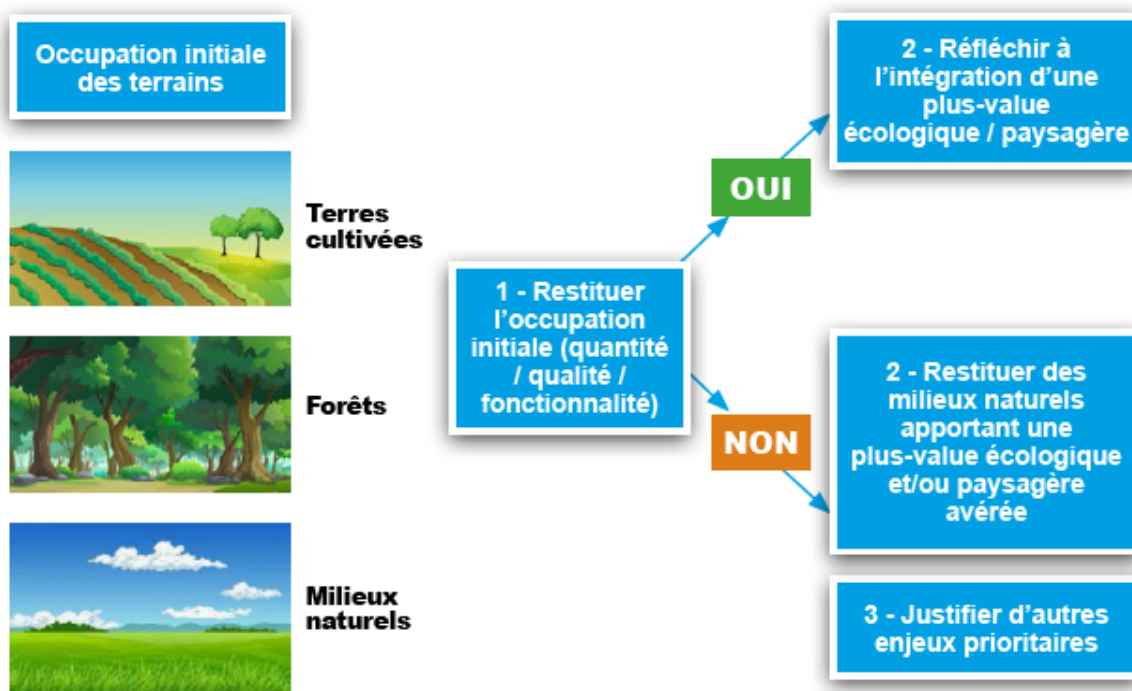 Occupation initiale
des terrains
Terres
cultivées
Forêts
Milieux
naturels
1 - Restituer
l’occupation
initiale (quantité
/ qualité /
fonctionnalité)
OUI
2 - Réfléchir à
l’intégration d’une
plus-value
écologique / paysagère
NON
2 - Restituer des
milieux naturels
apportant une
plus-value écologique
et/ou paysagère
avérée
3 - Justifier d’autres
enjeux prioritaires